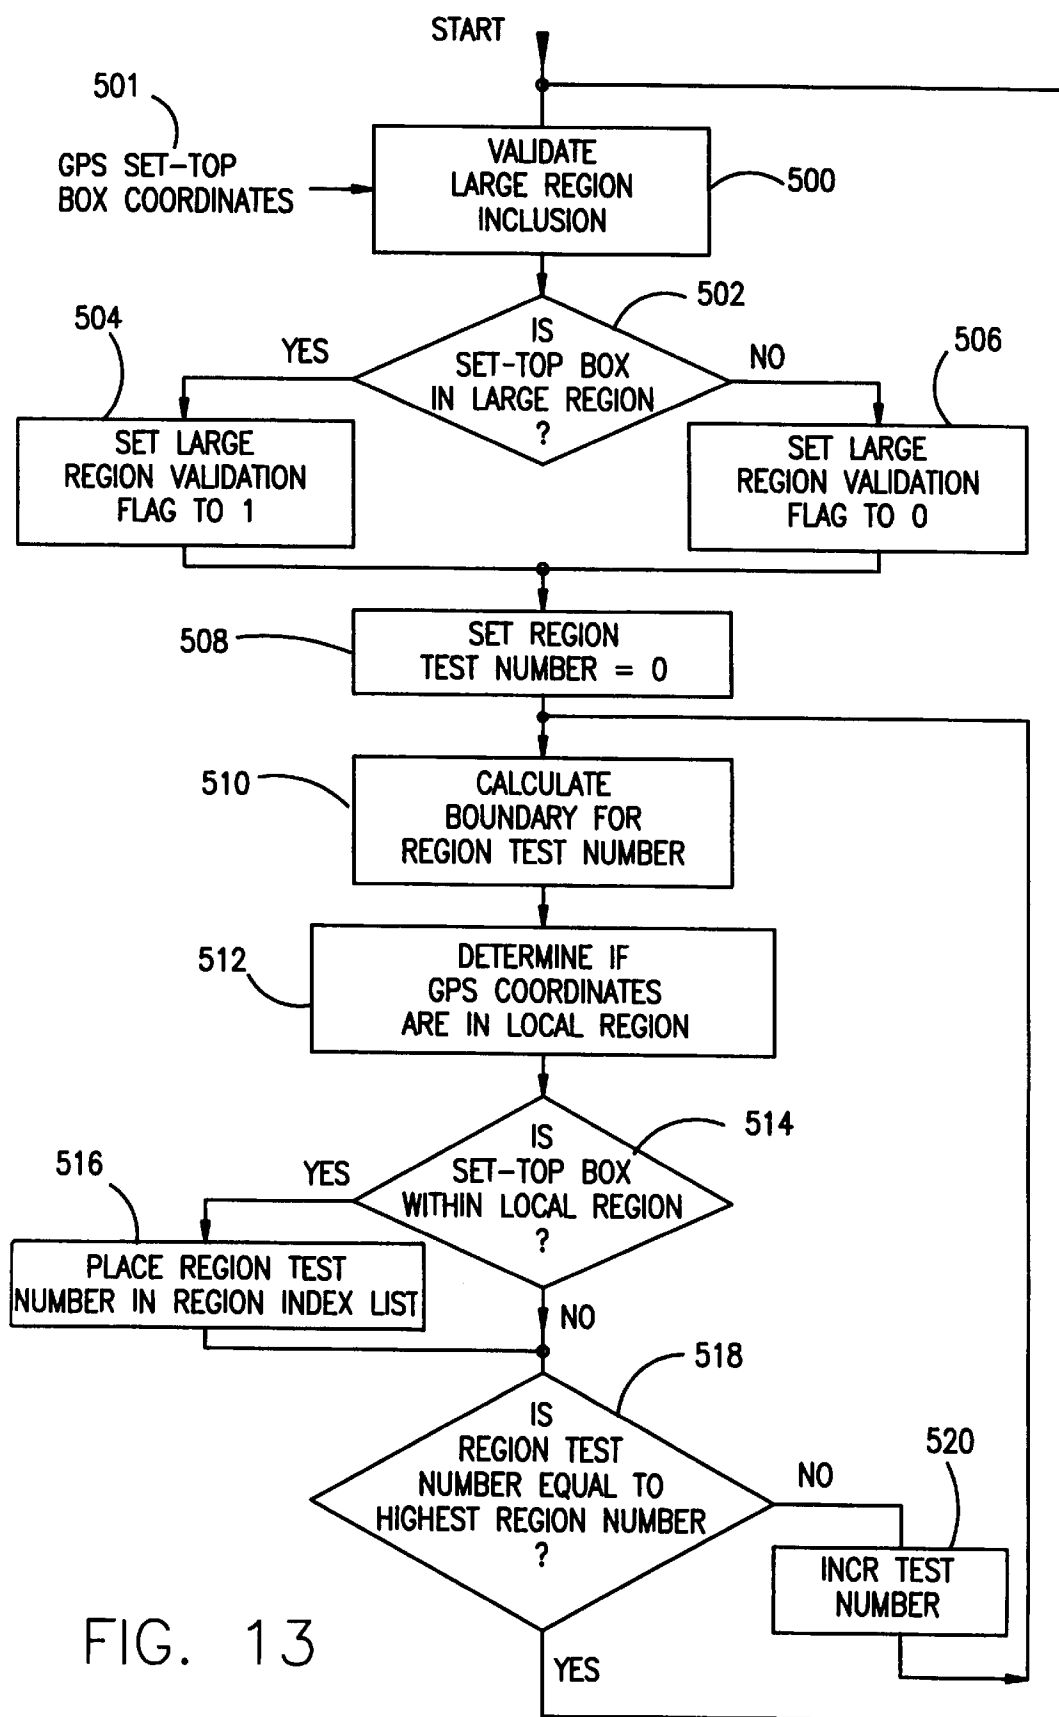 START
501
GPS SET-TOP
BOX COORDINATES
VALIDATE
LARGE REGION
INCLUSION
500
502
IS
SET-TOP BOX
IN LARGE REGION
?
YES
NO
504
506
SET LARGE
REGION VALIDATION
FLAG TO 1
SET LARGE
REGION VALIDATION
FLAG TO 0
508
SET REGION
TEST NUMBER = 0
510
CALCULATE
BOUNDARY FOR
REGION TEST NUMBER
512
DETERMINE IF
GPS COORDINATES
ARE IN LOCAL REGION
514
IS
SET-TOP BOX
WITHIN LOCAL REGION
?
YES
516
PLACE REGION TEST
NUMBER IN REGION INDEX LIST
NO
518
IS
REGION TEST
NUMBER EQUAL TO
HIGHEST REGION NUMBER
?
NO
520
INCR TEST
NUMBER
YES
FIG. 13